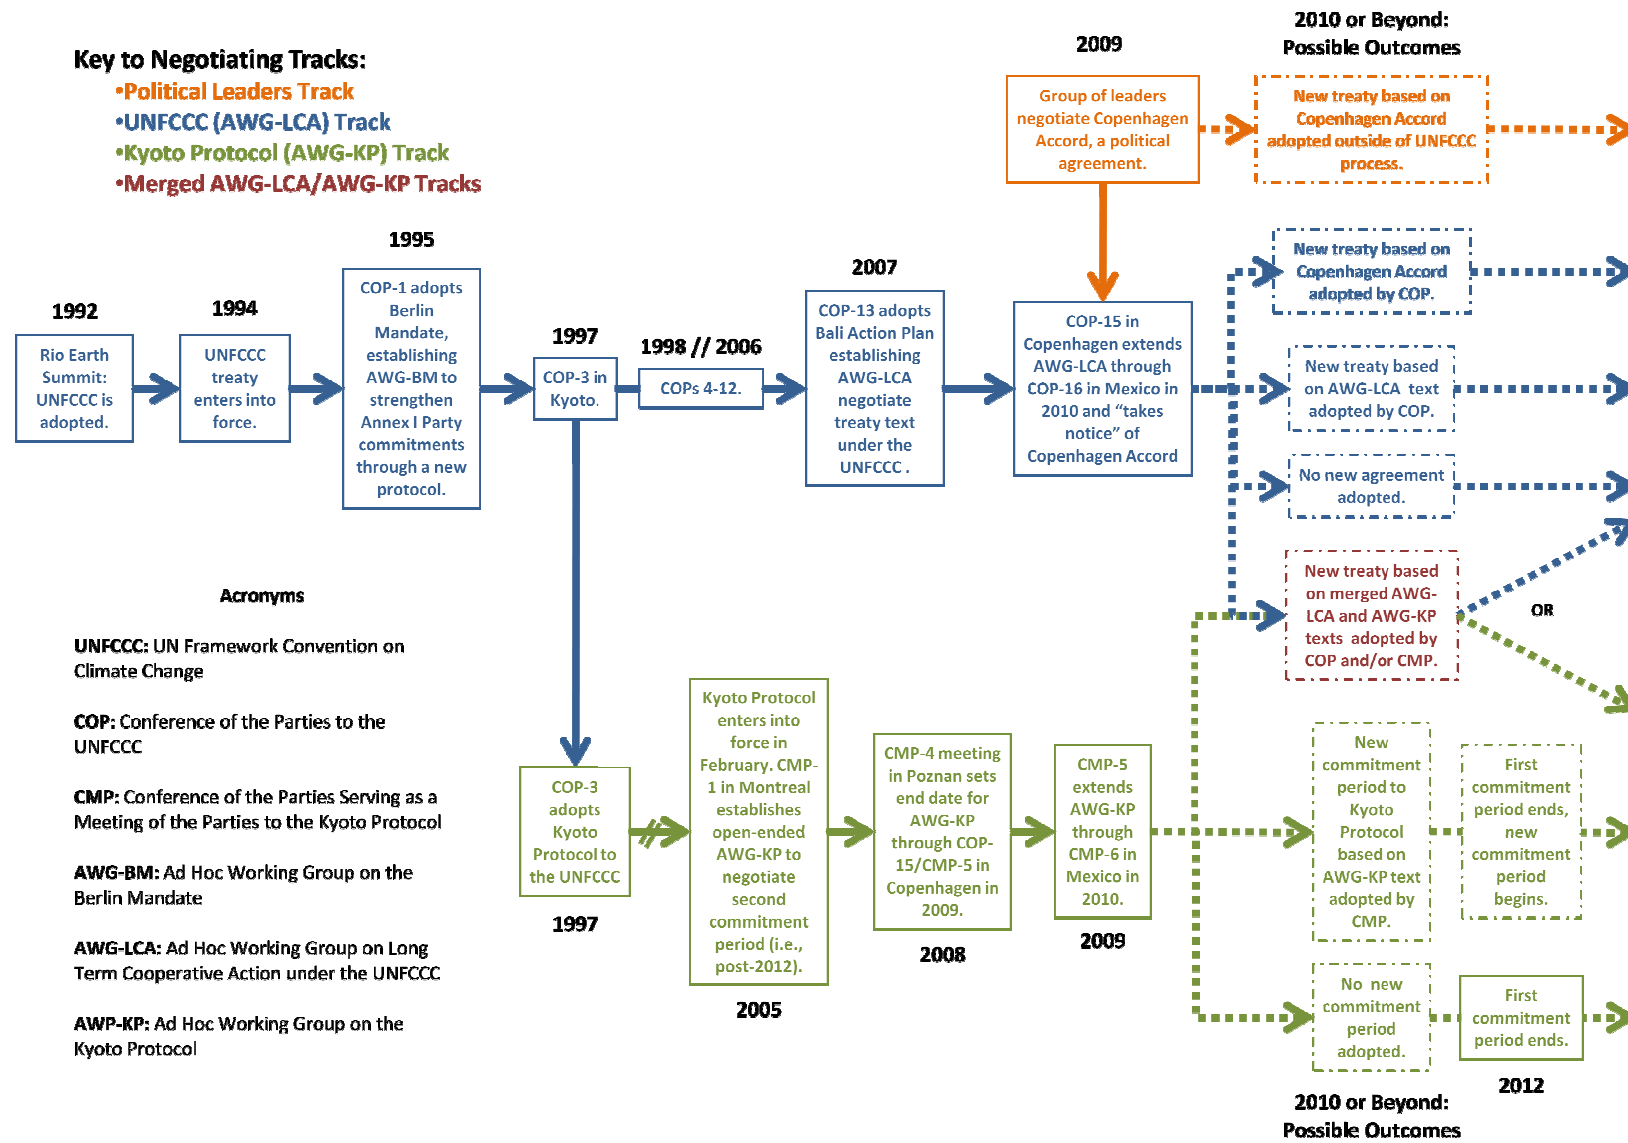 Key to Negotiating Tracks:
•Political Leaders Track
•UNFCCC (AWG-LCA) Track
•Kyoto Protocol (AWG-KP) Track
•Merged AWG-LCA/AWG-KP Tracks
2009
Group of leaders
negotiate Copenhagen
Accord, a political
agreement.
2010 or Beyond:
Possible Outcomes
New treaty based on
Copenhagen Accord
adopted outside of UNFCCC
process.
1992
Rio Earth
Summit:
UNFCCC is
adopted.
1994
UNFCCC
treaty
enters into
force.
1995
COP-1 adopts
Berlin
Mandate,
establishing
AWG-BM to
strengthen
Annex I Party
commitments
through a new
protocol.
1997
COP-3 in
Kyoto.
1998 // 2006
COPs 4-12.
2007
COP-13 adopts
Bali Action Plan
establishing
AWG-LCA
negotiate
treaty text
under the
UNFCCC .
COP-15 in
Copenhagen extends
AWG-LCA through
COP-16 in Mexico in
2010 and “takes
notice” of
Copenhagen Accord
New treaty based on
Copenhagen Accord
adopted by COP.
New treaty based
on AWG-LCA text
adopted by COP.
No new agreement
adopted.
New treaty based
on merged AWG-
LCA and AWG-KP
texts adopted by
COP and/or CMP.
OR
Acronyms
UNFCCC: UN Framework Convention on
Climate Change
COP: Conference of the Parties to the
UNFCCC
CMP: Conference of the Parties Serving as a
Meeting of the Parties to the Kyoto Protocol
AWG-BM: Ad Hoc Working Group on the
Berlin Mandate
AWG-LCA: Ad Hoc Working Group on Long
Term Cooperative Action under the UNFCCC
AWP-KP: Ad Hoc Working Group on the
Kyoto Protocol
COP-3
adopts
Kyoto
Protocol to
the UNFCCC
1997
Kyoto Protocol
enters into
force in
February. CMP-
1 in Montreal
establishes
open-ended
AWG-KP to
negotiate
second
commitment
period (i.e.,
post-2012).
2005
CMP-4 meeting
in Poznan sets
end date for
AWG-KP
through COP-
15/CMP-5 in
Copenhagen in
2009.
2008
CMP-5
extends
AWG-KP
through
CMP-6 in
Mexico in
2010.
2009
New
commitment
period to
Kyoto
Protocol
based on
AWG-KP text
adopted by
CMP.
First
commitment
period ends,
new
commitment
period
begins.
No new
commitment
period
adopted.
First
commitment
period ends.
2012
2010 or Beyond:
Possible Outcomes